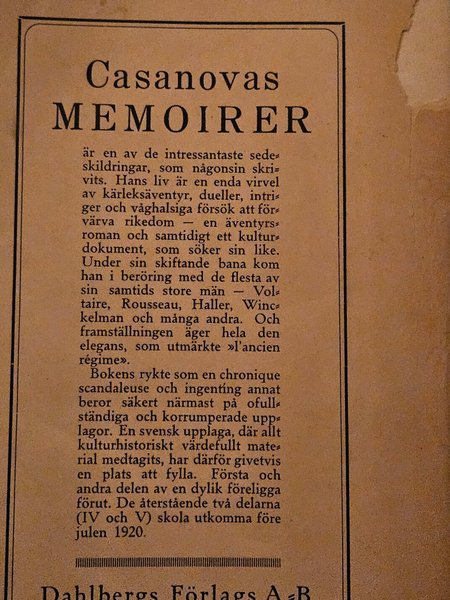 Casanovas
MEMOIRER
är en av de intressantaste sede-
skildringar, som någonsin skri-
vits. Hans liv är en enda virvel
av kärleksäventyr, dueller, intri-
ger och våghalsiga försök att för-
värva rikedom — en äventyrs-
roman och samtidigt ett kultur-
dokument, som söker sin like.
Under sin skiftande bana kom
han i beröring med de flesta av
sin samtids store män — Vol-
taire, Rousseau, Haller, Winc-
kelman och många andra. Och
framställningen äger hela den
elegans, som utmärkte »l'ancien
régime».
Bokens rykte som en chronique
scandaleuse och ingenting annat
beror säkert närmast på ofull-
ständiga och korrumperade upp-
lagor. En svensk upplaga, där allt
kulturhistoriskt värdefullt mate-
rial medtagits, har därför givetvis
en plats att fylla. Första och
andra delen av en dylik föreligga
förut. De återstående två delarna
(IV och V) skola utkomma före
julen 1920.
Dahlbergs Förlags A.-B